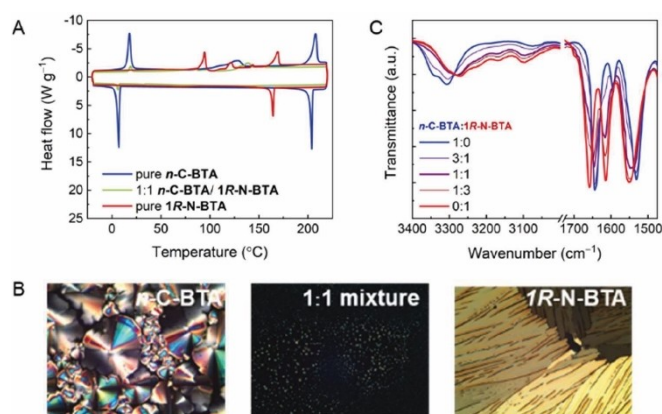 A
Heat flow (W g⁻¹)
-10
-5
0
5
10
15
20
25
pure n-C-BTA
1:1 n-C-BTA/ 1R-N-BTA
pure 1R-N-BTA
0 50 100 150 200
Temperature (°C)
C
Transmittance (a.u.)
n-C-BTA:1R-N-BTA
1:0
3:1
1:1
1:3
0:1
3400 3300 3200 3100 1700 1600 1500
Wavenumber (cm⁻¹)
B
n-C-BTA
1:1 mixture
1R-N-BTA